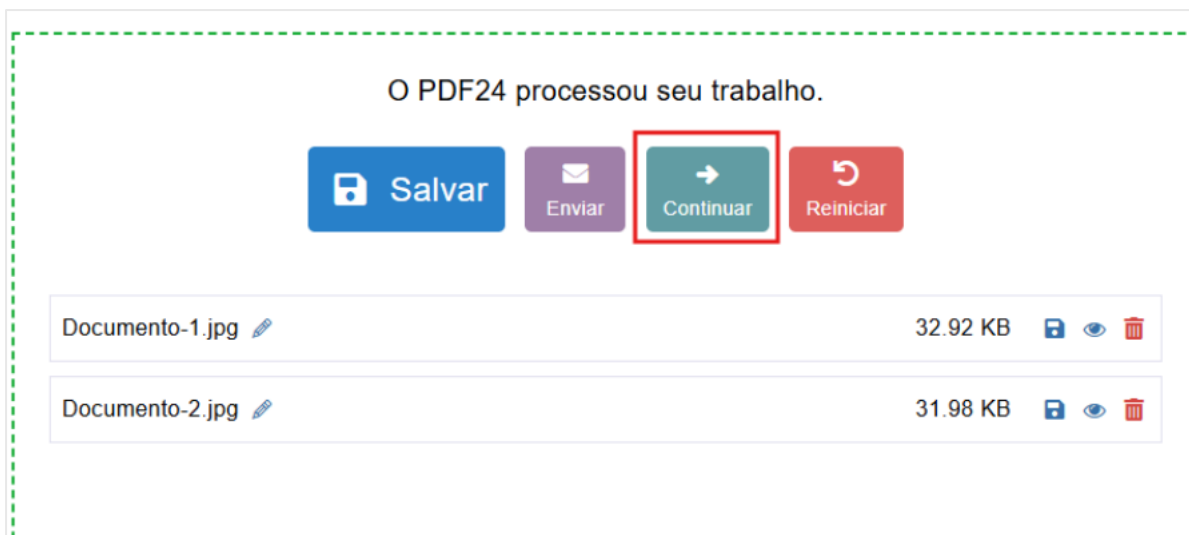 O PDF24 processou seu trabalho.
Salvar
Enviar
Continuar
Reiniciar
Documento-1.jpg 32.92 KB
Documento-2.jpg 31.98 KB